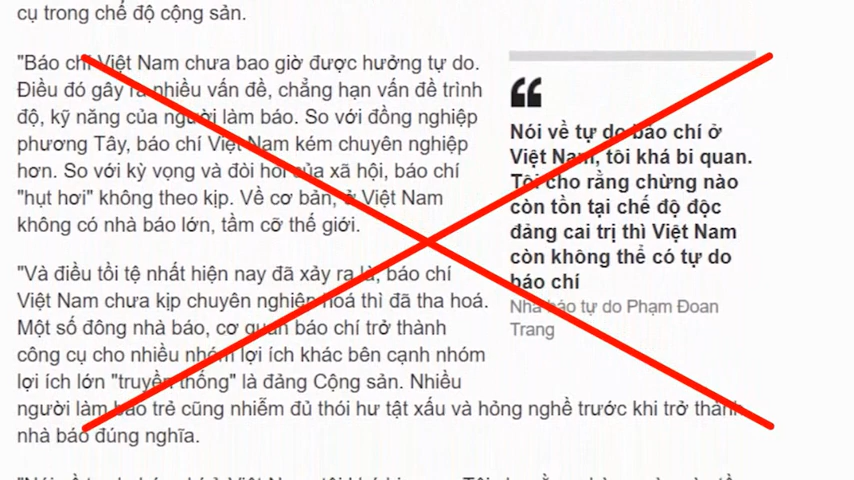 cụ trong chế độ cộng sản.
"Báo chí Việt Nam chưa bao giờ được hưởng tự do.
Điều đó gây ra nhiều vấn đề, chẳng hạn vấn đề trình
độ, kỹ năng của người làm báo. So với đồng nghiệp
phương Tây, báo chí Việt Nam kém chuyên nghiệp
hơn. So với kỳ vọng và đòi hỏi của xã hội, báo chí
"hụt hơi" không theo kịp. Về cơ bản, ở Việt Nam
không có nhà báo lớn, tầm cỡ thế giới.
"Và điều tồi tệ nhất hiện nay đã xảy ra là, báo chí
Việt Nam chưa kịp chuyên nghiện hoá thì đã tha hoá.
Một số đông nhà báo, cơ quan báo chí trở thành
công cụ cho nhiều nhóm lợi ích khác bên cạnh nhóm
lợi ích lớn "truyền thống" là đảng Cộng sản. Nhiều
người làm báo trẻ cũng nhiễm đủ thói hư tật xấu và hỏng nghề trước khi trở thành
nhà báo đúng nghĩa.
Nói về tự do báo chí ở
Việt Nam, tôi khá bi quan.
Tôi cho rằng chừng nào
còn tồn tại chế độ độc
đảng cai trị thì Việt Nam
còn không thể có tự do
báo chí
Nhà báo tự do Phạm Đoan
Trang